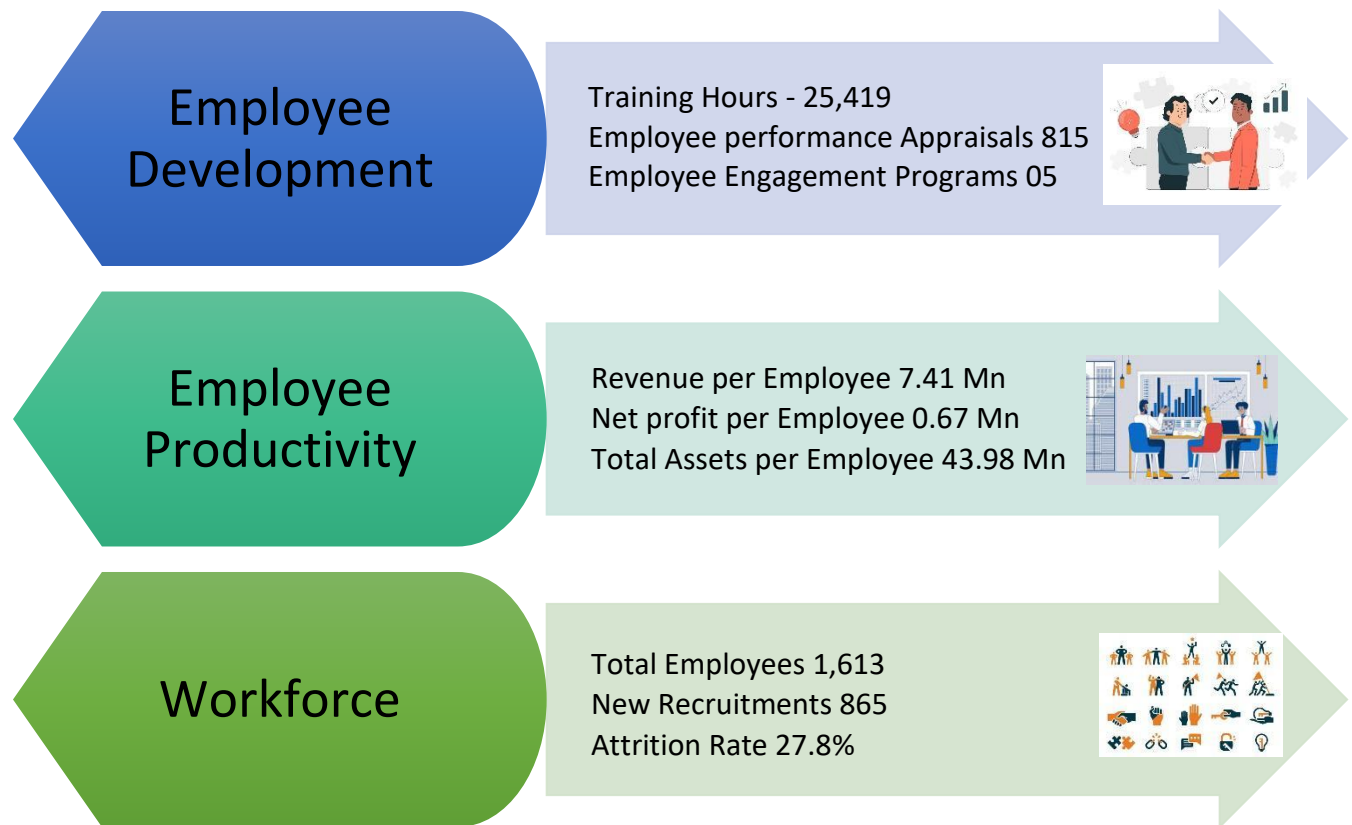 Employee
Development
Training Hours - 25,419
Employee performance Appraisals 815
Employee Engagement Programs 05
Employee
Productivity
Revenue per Employee 7.41 Mn
Net profit per Employee 0.67 Mn
Total Assets per Employee 43.98 Mn
Workforce
Total Employees 1,613
New Recruitments 865
Attrition Rate 27.8%